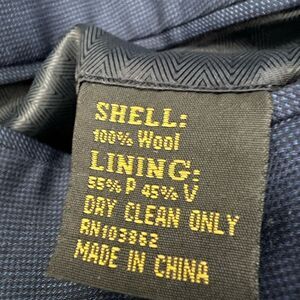 SHELL:
100% Wool
LINING:
55% P 45% V
DRY CLEAN ONLY
RN103862
MADE IN CHINA